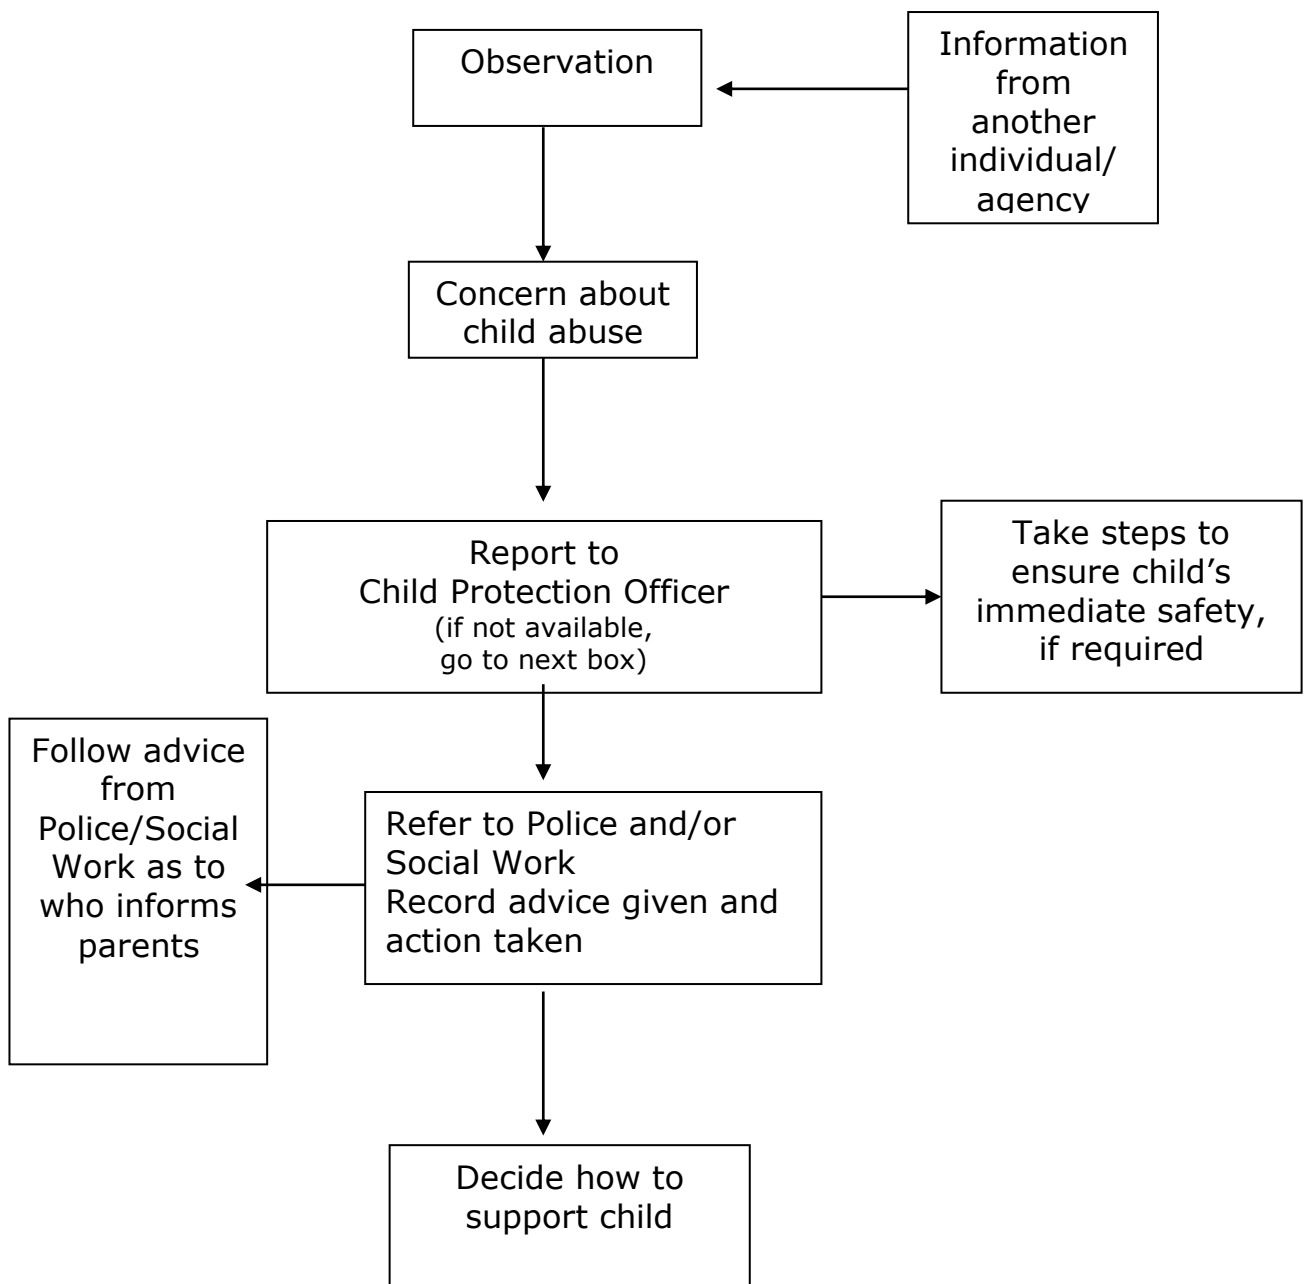 Observation
Information
from
another
individual/
agency
Concern about
child abuse
Report to
Child Protection Officer
(if not available,
go to next box)
Take steps to
ensure child's
immediate safety,
if required
Follow advice
from
Police/Social
Work as to
who informs
parents
Refer to Police and/or
Social Work
Record advice given and
action taken
Decide how to
support child